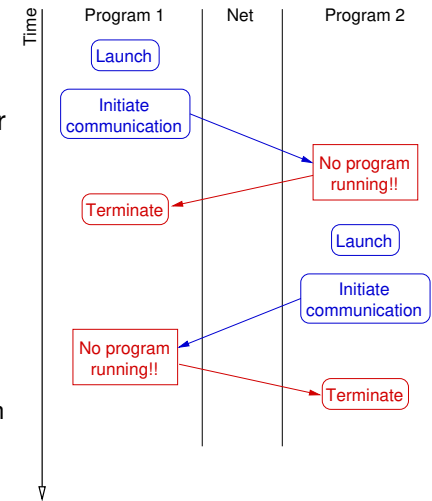 Time
Program 1
Net
Program 2
Launch
Initiate
communication
r
No program
running!!
Terminate
Launch
Initiate
communication
No program
running!!
Terminate
n